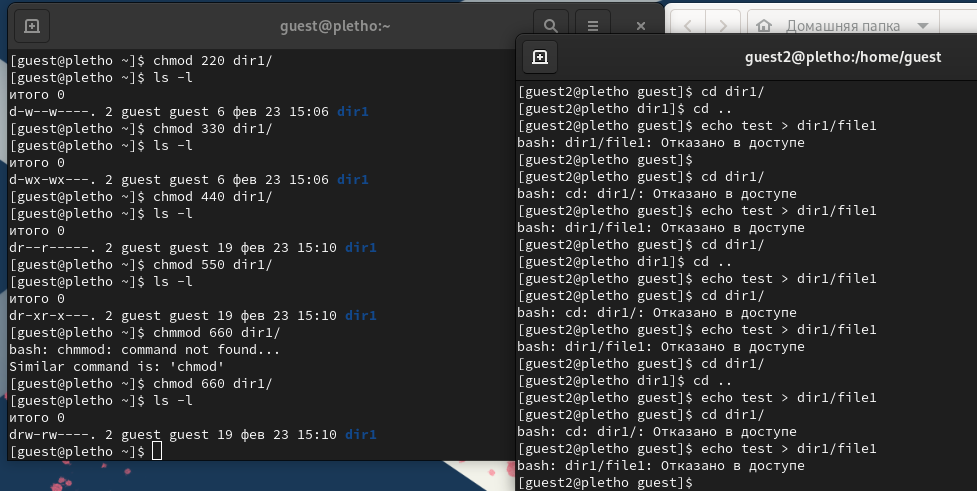 guest@pletho:~
[guest@pletho ~]$ chmod 220 dir1/
[guest@pletho ~]$ ls -l
итого 0
d-w--w----. 2 guest guest 6 фев 23 15:06 dir1
[guest@pletho ~]$ chmod 330 dir1/
[guest@pletho ~]$ ls -l
итого 0
d-wx-wx---. 2 guest guest 6 фев 23 15:06 dir1
[guest@pletho ~]$ chmod 440 dir1/
[guest@pletho ~]$ ls -l
итого 0
dr--r-----. 2 guest guest 19 фев 23 15:10 dir1
[guest@pletho ~]$ chmod 550 dir1/
[guest@pletho ~]$ ls -l
итого 0
dr-xr-x---. 2 guest guest 19 фев 23 15:10 dir1
[guest@pletho ~]$ chmmod 660 dir1/
bash: chmmod: command not found...
Similar command is: 'chmod'
[guest@pletho ~]$ chmod 660 dir1/
[guest@pletho ~]$ ls -l
итого 0
drw-rw----. 2 guest guest 19 фев 23 15:10 dir1
[guest@pletho ~]$
Домашняя папка
guest2@pletho:/home/guest
[guest2@pletho guest]$ cd dir1/
[guest2@pletho dir1]$ cd ..
[guest2@pletho guest]$ echo test > dir1/file1
bash: dir1/file1: Отказано в доступе
[guest2@pletho guest]$
[guest2@pletho guest]$ cd dir1/
bash: cd: dir1/: Отказано в доступе
[guest2@pletho guest]$ echo test > dir1/file1
bash: dir1/file1: Отказано в доступе
[guest2@pletho guest]$ cd dir1/
[guest2@pletho dir1]$ cd ..
[guest2@pletho guest]$ echo test > dir1/file1
[guest2@pletho guest]$ cd dir1/
bash: cd: dir1/: Отказано в доступе
[guest2@pletho guest]$ echo test > dir1/file1
bash: dir1/file1: Отказано в доступе
[guest2@pletho guest]$ cd dir1/
[guest2@pletho dir1]$ cd ..
[guest2@pletho guest]$ echo test > dir1/file1
[guest2@pletho guest]$ cd dir1/
bash: cd: dir1/: Отказано в доступе
[guest2@pletho guest]$ echo test > dir1/file1
bash: dir1/file1: Отказано в доступе
[guest2@pletho guest]$